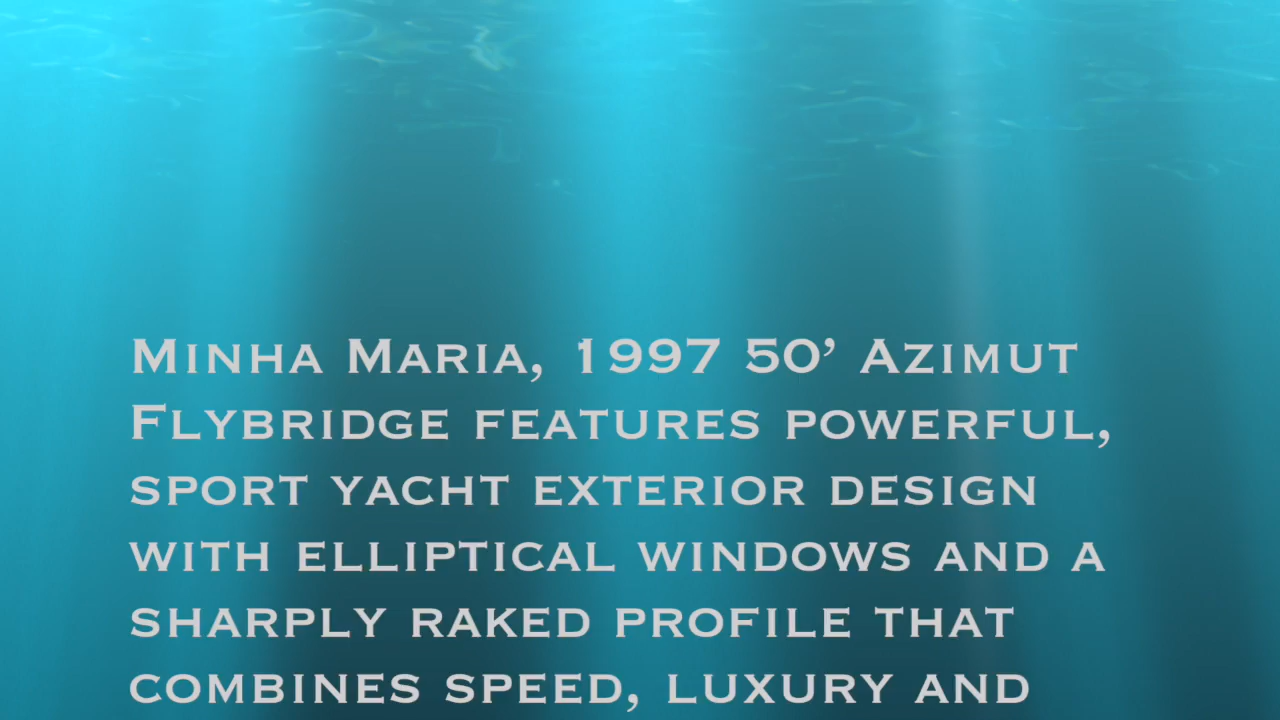 Minha Maria, 1997 50’ Azimut
Flybridge features powerful,
sport yacht exterior design
with elliptical windows and a
sharply raked profile that
combines speed, luxury and